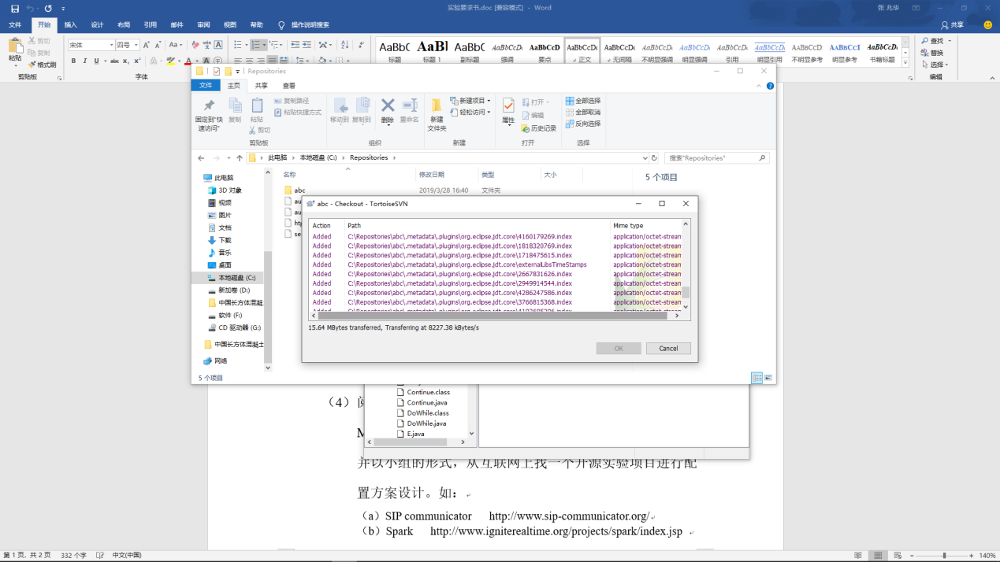 实验要求书.doc [兼容模式] - Word
张 兆华
文件 开始 插入 设计 布局 引用 邮件 审阅 视图 帮助 操作说明搜索
共享
粘贴 剪切 复制 格式刷 剪贴板
宋体 四号 字体
AaBbC 标题
AaBl 标题 1
AaBbC 副标题
AaBbCcDı 强调
AaBbCcD 要点
AaBbCcDc 正文
AaBbCcDc 无间隔
AaBbCcDı 不明显强调
AaBbCcDı 明显强调
AaBbCcDı 引用
AaBbCcDı 明显引用
AaBbCcD 不明显参考
AaBbCcI 明显参考
AaBbCcDı 书籍标题
查找
替换
选择
编辑
Repositories
文件 主页 共享 查看
固定到"快速访问" 复制 粘贴 复制路径 粘贴快捷方式 剪切 剪贴板
移动到 复制到 删除 重命名 组织
新建文件夹 新建项目 轻松访问 新建
属性 打开 编辑 历史记录 打开
全部选择 全部取消 反向选择 选择
此电脑 > 本地磁盘 (C:) > Repositories >
搜索"Repositories"
名称 修改日期 类型 大小
5 个项目
abc 2019/3/28 16:40 文件夹
此电脑
3D 对象
视频
图片
文档
下载
音乐
桌面
本地磁盘 (C:)
新加卷 (D:)
中国长方体混凝
软件 (F:)
CD 驱动器 (G:)
中国长方体混凝土
网络
5 个项目
abc - Checkout - TortoiseSVN
Action Path Mime type
Added C:\Repositories\abc\.metadata\.plugins\org.eclipse.jdt.core\4160179269.index application/octet-stream
Added C:\Repositories\abc\.metadata\.plugins\org.eclipse.jdt.core\1818320769.index application/octet-stream
Added C:\Repositories\abc\.metadata\.plugins\org.eclipse.jdt.core\1718475615.index application/octet-stream
Added C:\Repositories\abc\.metadata\.plugins\org.eclipse.jdt.core\externalLibsTimeStamps application/octet-stream
Added C:\Repositories\abc\.metadata\.plugins\org.eclipse.jdt.core\2667831626.index application/octet-stream
Added C:\Repositories\abc\.metadata\.plugins\org.eclipse.jdt.core\2949914544.index application/octet-stream
Added C:\Repositories\abc\.metadata\.plugins\org.eclipse.jdt.core\4286247586.index application/octet-stream
Added C:\Repositories\abc\.metadata\.plugins\org.eclipse.jdt.core\3766815368.index application/octet-stream
15.64 MBytes transferred, Transferring at 8227.38 kBytes/s
OK Cancel
Continue.class
Continue.java
DoWhile.class
DoWhile.java
E.java
（4）
并以小组的形式，从互联网上找一个开源实验项目进行配
置方案设计。如：
（a）SIP communicator http://www.sip-communicator.org/
（b）Spark http://www.igniterealtime.org/projects/spark/index.jsp
第 1 页，共 2 页 332 个字 中文(中国) 140%